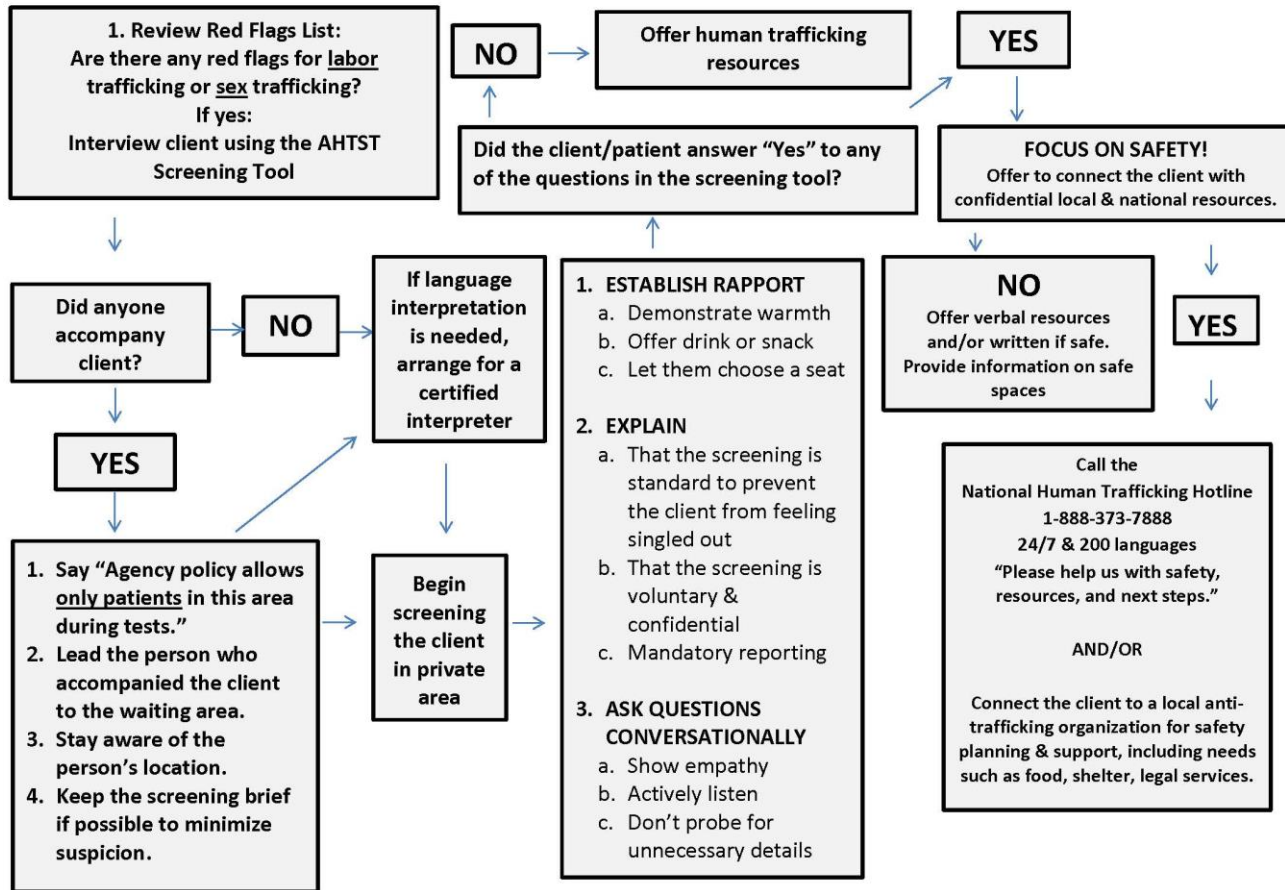 1. Review Red Flags List:
Are there any red flags for labor
trafficking or sex trafficking?
If yes:
Interview client using the AHTST
Screening Tool
Did anyone
accompany
client?
NO
YES
1. Say “Agency policy allows
only patients in this area
during tests.”
2. Lead the person who
accompanied the client
to the waiting area.
3. Stay aware of the
person’s location.
4. Keep the screening brief
if possible to minimize
suspicion.
If language
interpretation
is needed,
arrange for a
certified
interpreter
Begin
screening
the client
in private
area
1. ESTABLISH RAPPORT
a. Demonstrate warmth
b. Offer drink or snack
c. Let them choose a seat
2. EXPLAIN
a. That the screening is
standard to prevent
the client from feeling
singled out
b. That the screening is
voluntary &
confidential
c. Mandatory reporting
3. ASK QUESTIONS
CONVERSATIONALLY
a. Show empathy
b. Actively listen
c. Don’t probe for
unnecessary details
Did the client/patient answer “Yes” to any
of the questions in the screening tool?
NO
Offer human trafficking
resources
YES
FOCUS ON SAFETY!
Offer to connect the client with
confidential local & national resources.
NO
Offer verbal resources
and/or written if safe.
Provide information on safe
spaces
YES
Call the
National Human Trafficking Hotline
1-888-373-7888
24/7 & 200 languages
“Please help us with safety,
resources, and next steps.”
AND/OR
Connect the client to a local anti-
trafficking organization for safety
planning & support, including needs
such as food, shelter, legal services.